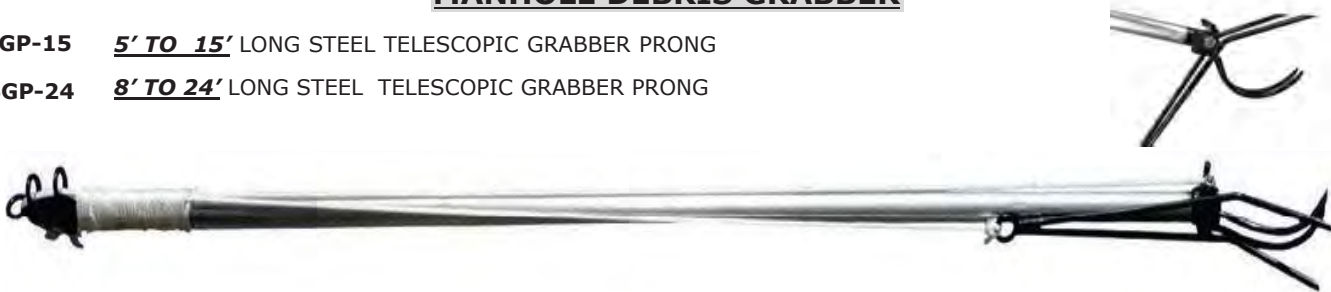 MANHOLE DEBRIS GRABBER
GP-15 5’ TO 15’ LONG STEEL TELESCOPIC GRABBER PRONG
GP-24 8’ TO 24’ LONG STEEL TELESCOPIC GRABBER PRONG